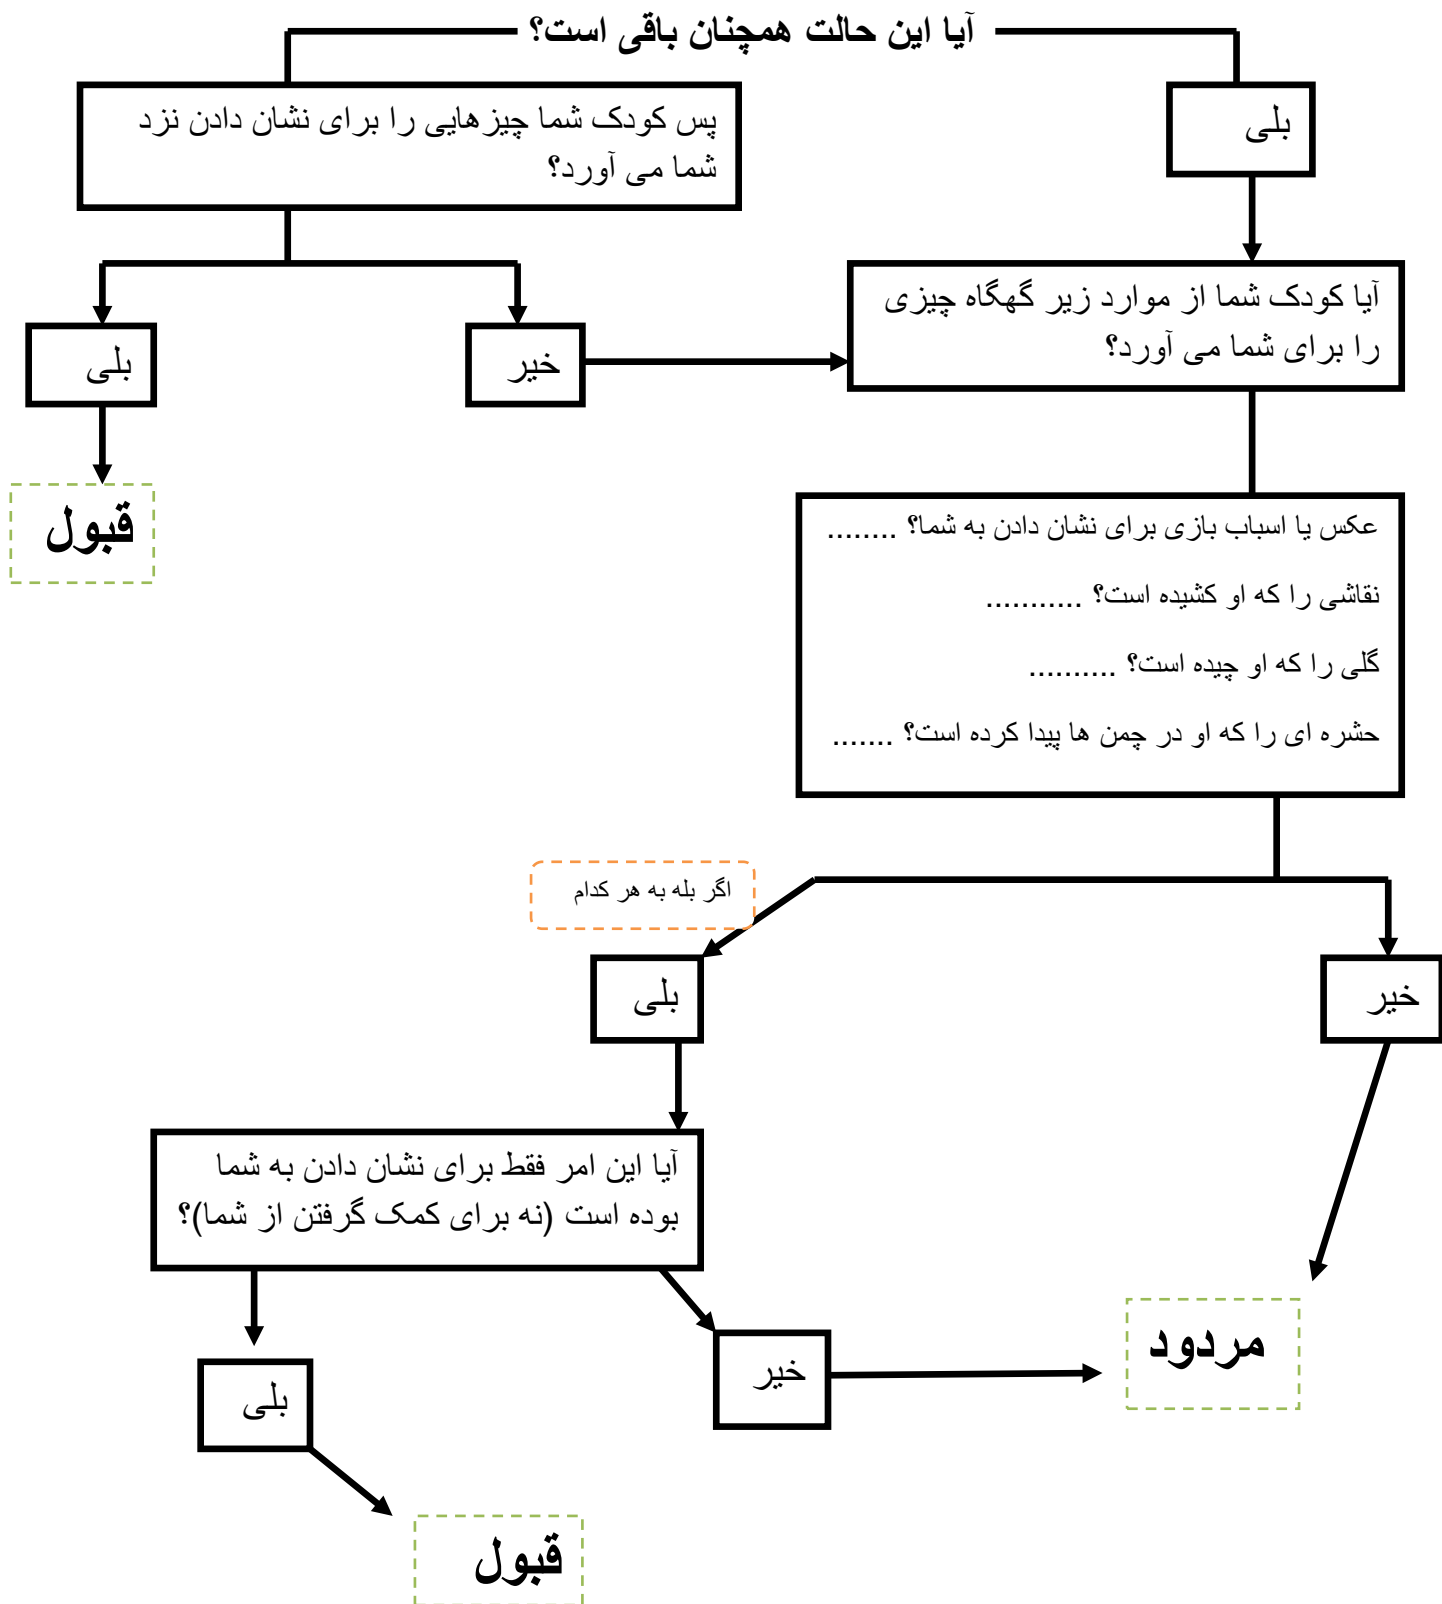 آیا این حالت همچنان باقی است؟
بلی
پس کودک شما چیزهایی را برای نشان دادن نزد
شما می آورد؟
آیا کودک شما از موارد زیر گهگاه چیزی
را برای شما می آورد؟
خیر
بلی
قبول
عکس یا اسباب بازی برای نشان دادن به شما؟ ........
نقاشی را که او کشیده است؟ ...........
گلی را که او چیده است؟ ..........
حشره ای را که او در چمن ها پیدا کرده است؟ .......
اگر بله به هر کدام
خیر
بلی
آیا این امر فقط برای نشان دادن به شما
بوده است (نه برای کمک گرفتن از شما)؟
مردود
خیر
بلی
قبول